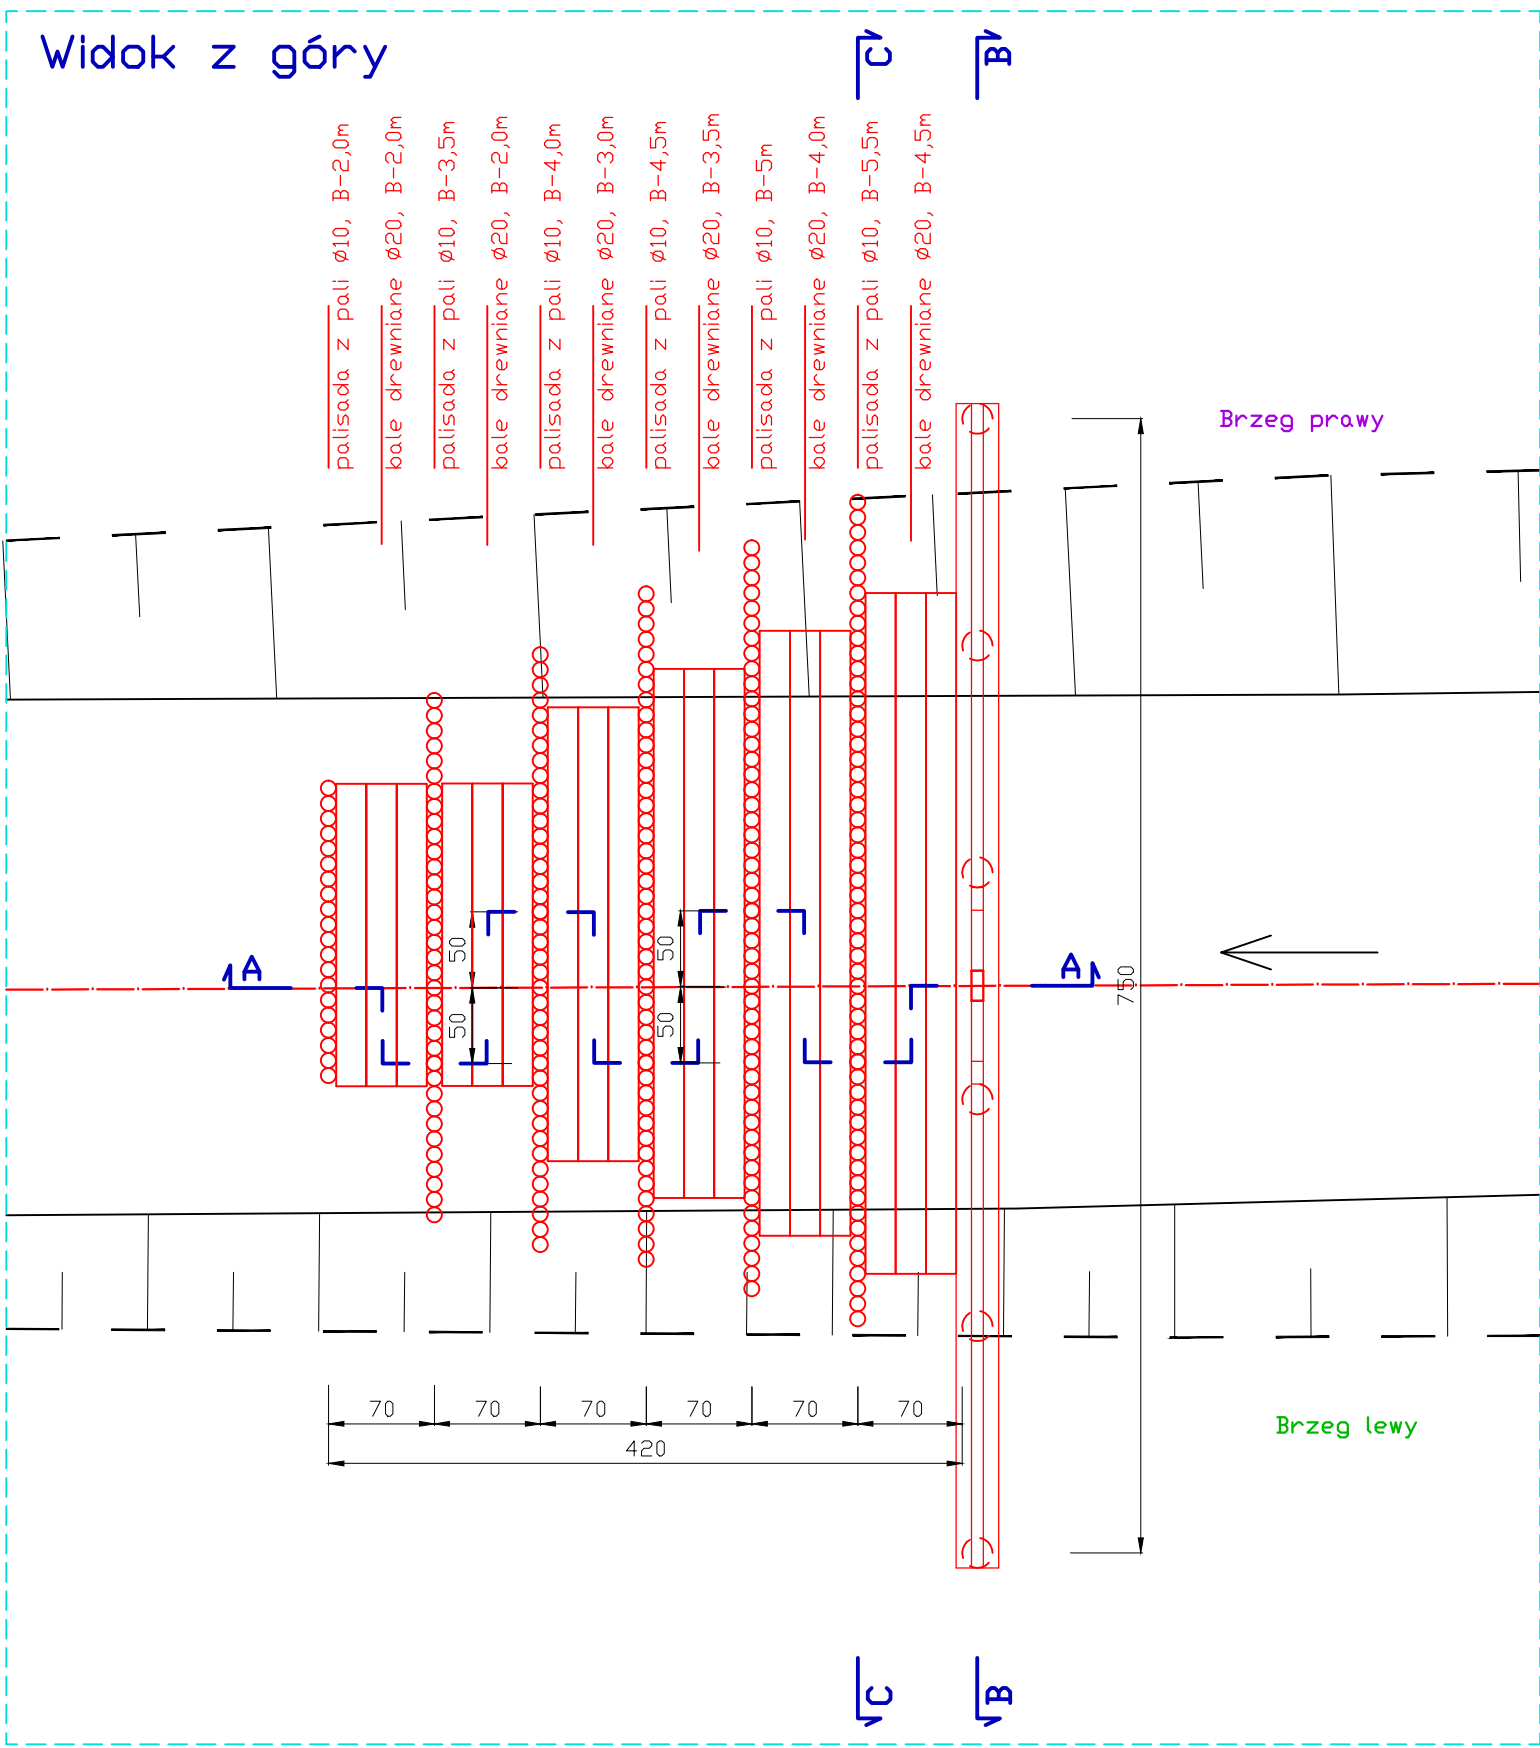 Widok z góry
C
B
palisada z pali ø10, B-2,0m
bale drewniane ø20, B-2,0m
palisada z pali ø10, B-3,5m
bale drewniane ø20, B-2,0m
palisada z pali ø10, B-4,0m
bale drewniane ø20, B-3,0m
palisada z pali ø10, B-4,5m
bale drewniane ø20, B-3,5m
palisada z pali ø10, B-5m
bale drewniane ø20, B-4,0m
palisada z pali ø10, B-5,5m
bale drewniane ø20, B-4,5m
Brzeg prawy
50
50
A
A
750
50
50
70
70
70
70
70
70
420
Brzeg lewy
C
B